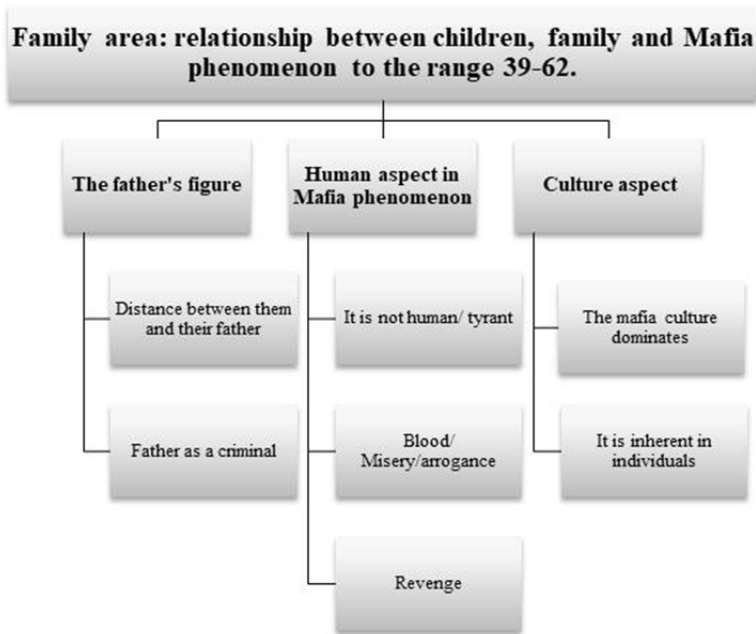 Family area: relationship between children, family and Mafia
phenomenon to the range 39-62.
The father's figure
Human aspect in
Mafia phenomenon
Culture aspect
Distance between them
and their father
It is not human/ tyrant
The mafia culture
dominates
Father as a criminal
Blood/
Misery/arrogance
It is inherent in
individuals
Revenge